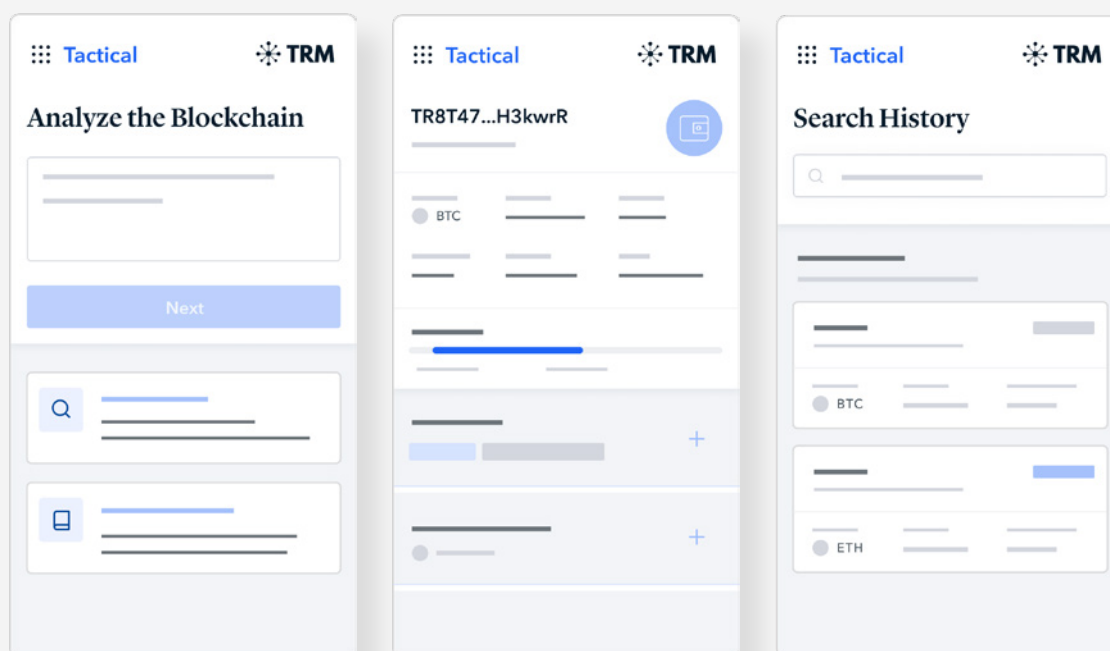 Tactical
TRM
Analyze the Blockchain
Next
Tactical
TRM
TR8T47...H3kwrR
BTC
Tactical
TRM
Search History
BTC
ETH